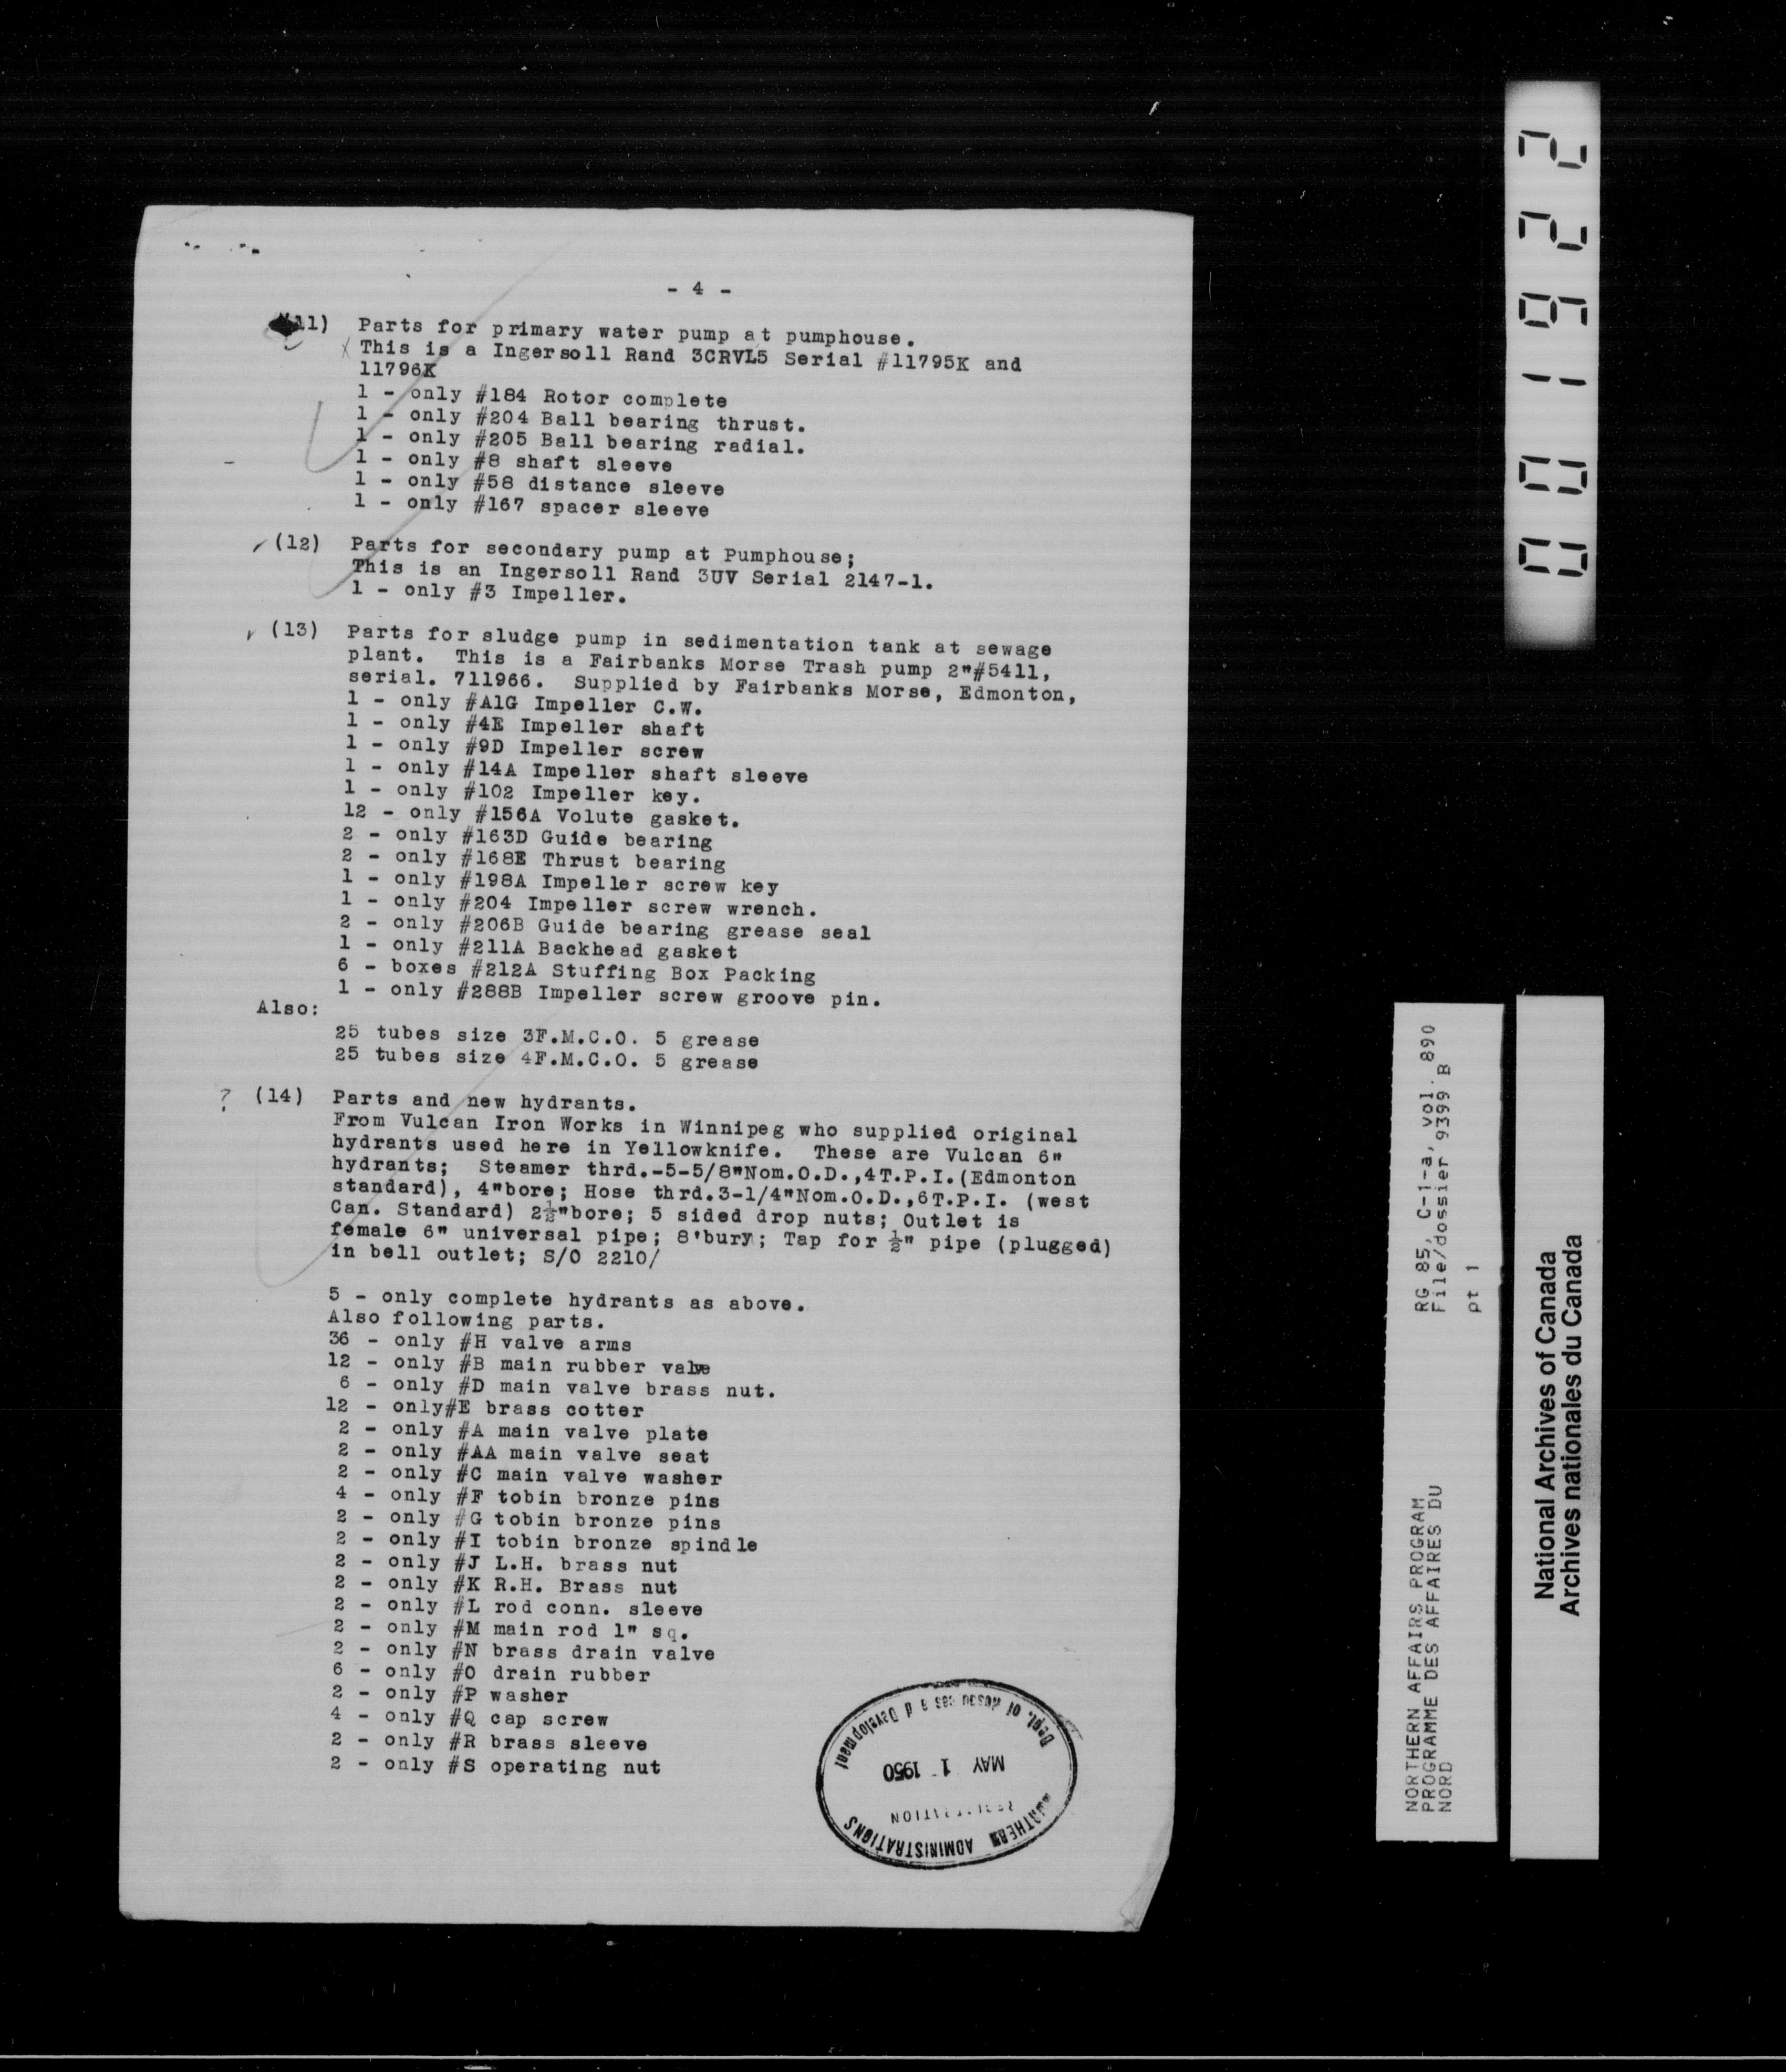 - 4 -
(11) Parts for primary water pump at pumphouse.
This is a Ingersoll Rand 3CRVL5 Serial #11795K and
11796K
1 - only #184 Rotor complete
1 - only #204 Ball bearing thrust.
1 - only #205 Ball bearing radial.
1 - only #8 shaft sleeve
1 - only #58 distance sleeve
1 - only #167 spacer sleeve
(12) Parts for secondary pump at Pumphouse;
This is an Ingersoll Rand 3UV Serial 2147-1.
1 - only #3 Impeller.
(13) Parts for sludge pump in sedimentation tank at sewage
plant. This is a Fairbanks Morse Trash pump 2"#5411,
serial. 711966. Supplied by Fairbanks Morse, Edmonton,
1 - only #A1G Impeller C.W.
1 - only #4E Impeller shaft
1 - only #9D Impeller screw
1 - only #14A Impeller shaft sleeve
1 - only #102 Impeller key.
12 - only #156A Volute gasket.
2 - only #163D Guide bearing
2 - only #168E Thrust bearing
1 - only #198A Impeller screw key
1 - only #204 Impeller screw wrench.
2 - only #206B Guide bearing grease seal
1 - only #211A Backhead gasket
6 - boxes #212A Stuffing Box Packing
1 - only #288B Impeller screw groove pin.
Also:
25 tubes size 3F.M.C.O. 5 grease
25 tubes size 4F.M.C.O. 5 grease
? (14) Parts and new hydrants.
From Vulcan Iron Works in Winnipeg who supplied original
hydrants used here in Yellowknife. These are Vulcan 6"
hydrants; Steamer thrd.-5-5/8"Nom.O.D.,4T.P.I.(Edmonton
standard), 4"bore; Hose thrd.3-1/4"Nom.O.D.,6T.P.I. (west
Can. Standard) 2½"bore; 5 sided drop nuts; Outlet is
female 6" universal pipe; 8'bury; Tap for ½" pipe (plugged)
in bell outlet; S/O 2210/
5 - only complete hydrants as above.
Also following parts.
36 - only #H valve arms
12 - only #B main rubber valve
6 - only #D main valve brass nut.
12 - only#E brass cotter
2 - only #A main valve plate
2 - only #AA main valve seat
2 - only #C main valve washer
4 - only #F tobin bronze pins
2 - only #G tobin bronze pins
2 - only #I tobin bronze spindle
2 - only #J L.H. brass nut
2 - only #K R.H. Brass nut
2 - only #L rod conn. sleeve
2 - only #M main rod 1" sq.
2 - only #N brass drain valve
6 - only #O drain rubber
2 - only #P washer
4 - only #Q cap screw
2 - only #R brass sleeve
2 - only #S operating nut
NORTHERN ADMINISTRATIONS
MAY 1 1950
Dept. of Development
001922
RG 85, C-1-a, vol. 890
File/dossier 9399 B
pt 1
NORTHERN AFFAIRS PROGRAM
PROGRAMME DES AFFAIRES DU
NORD
National Archives of Canada
Archives nationales du Canada